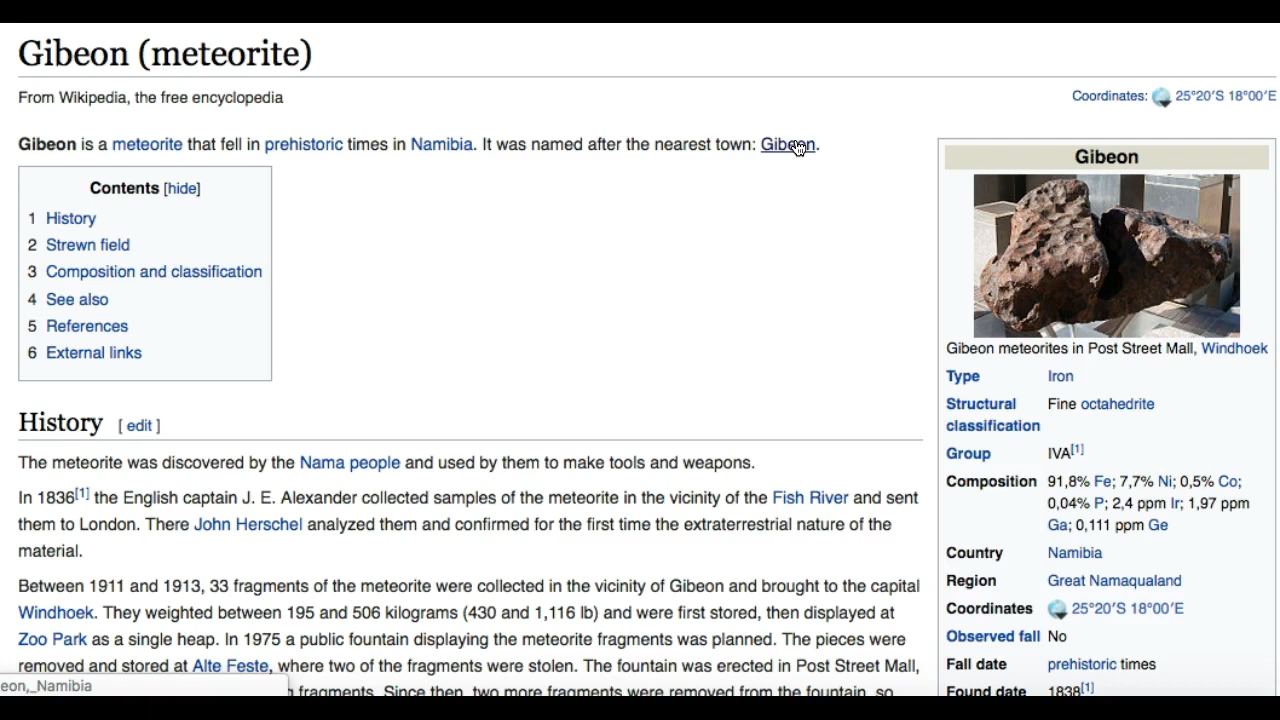 Gibeon (meteorite)
From Wikipedia, the free encyclopedia
Coordinates: 25°20′S 18°00′E
Gibeon is a meteorite that fell in prehistoric times in Namibia. It was named after the nearest town: Gibeon.
Contents [hide]
1 History
2 Strewn field
3 Composition and classification
4 See also
5 References
6 External links
History [ edit ]
The meteorite was discovered by the Nama people and used by them to make tools and weapons.
In 1836[1] the English captain J. E. Alexander collected samples of the meteorite in the vicinity of the Fish River and sent
them to London. There John Herschel analyzed them and confirmed for the first time the extraterrestrial nature of the
material.
Between 1911 and 1913, 33 fragments of the meteorite were collected in the vicinity of Gibeon and brought to the capital
Windhoek. They weighted between 195 and 506 kilograms (430 and 1,116 lb) and were first stored, then displayed at
Zoo Park as a single heap. In 1975 a public fountain displaying the meteorite fragments was planned. The pieces were
removed and stored at Alte Feste, where two of the fragments were stolen. The fountain was erected in Post Street Mall,
fragments. Since then, two more fragments were removed from the fountain, so
eon,_Namibia
Gibeon
Gibeon meteorites in Post Street Mall, Windhoek
Type Iron
Structural classification Fine octahedrite
Group IVA[1]
Composition 91,8% Fe; 7,7% Ni; 0,5% Co;
0,04% P; 2,4 ppm Ir; 1,97 ppm
Ga; 0,111 ppm Ge
Country Namibia
Region Great Namaqualand
Coordinates 25°20′S 18°00′E
Observed fall No
Fall date prehistoric times
Found date 1838[1]